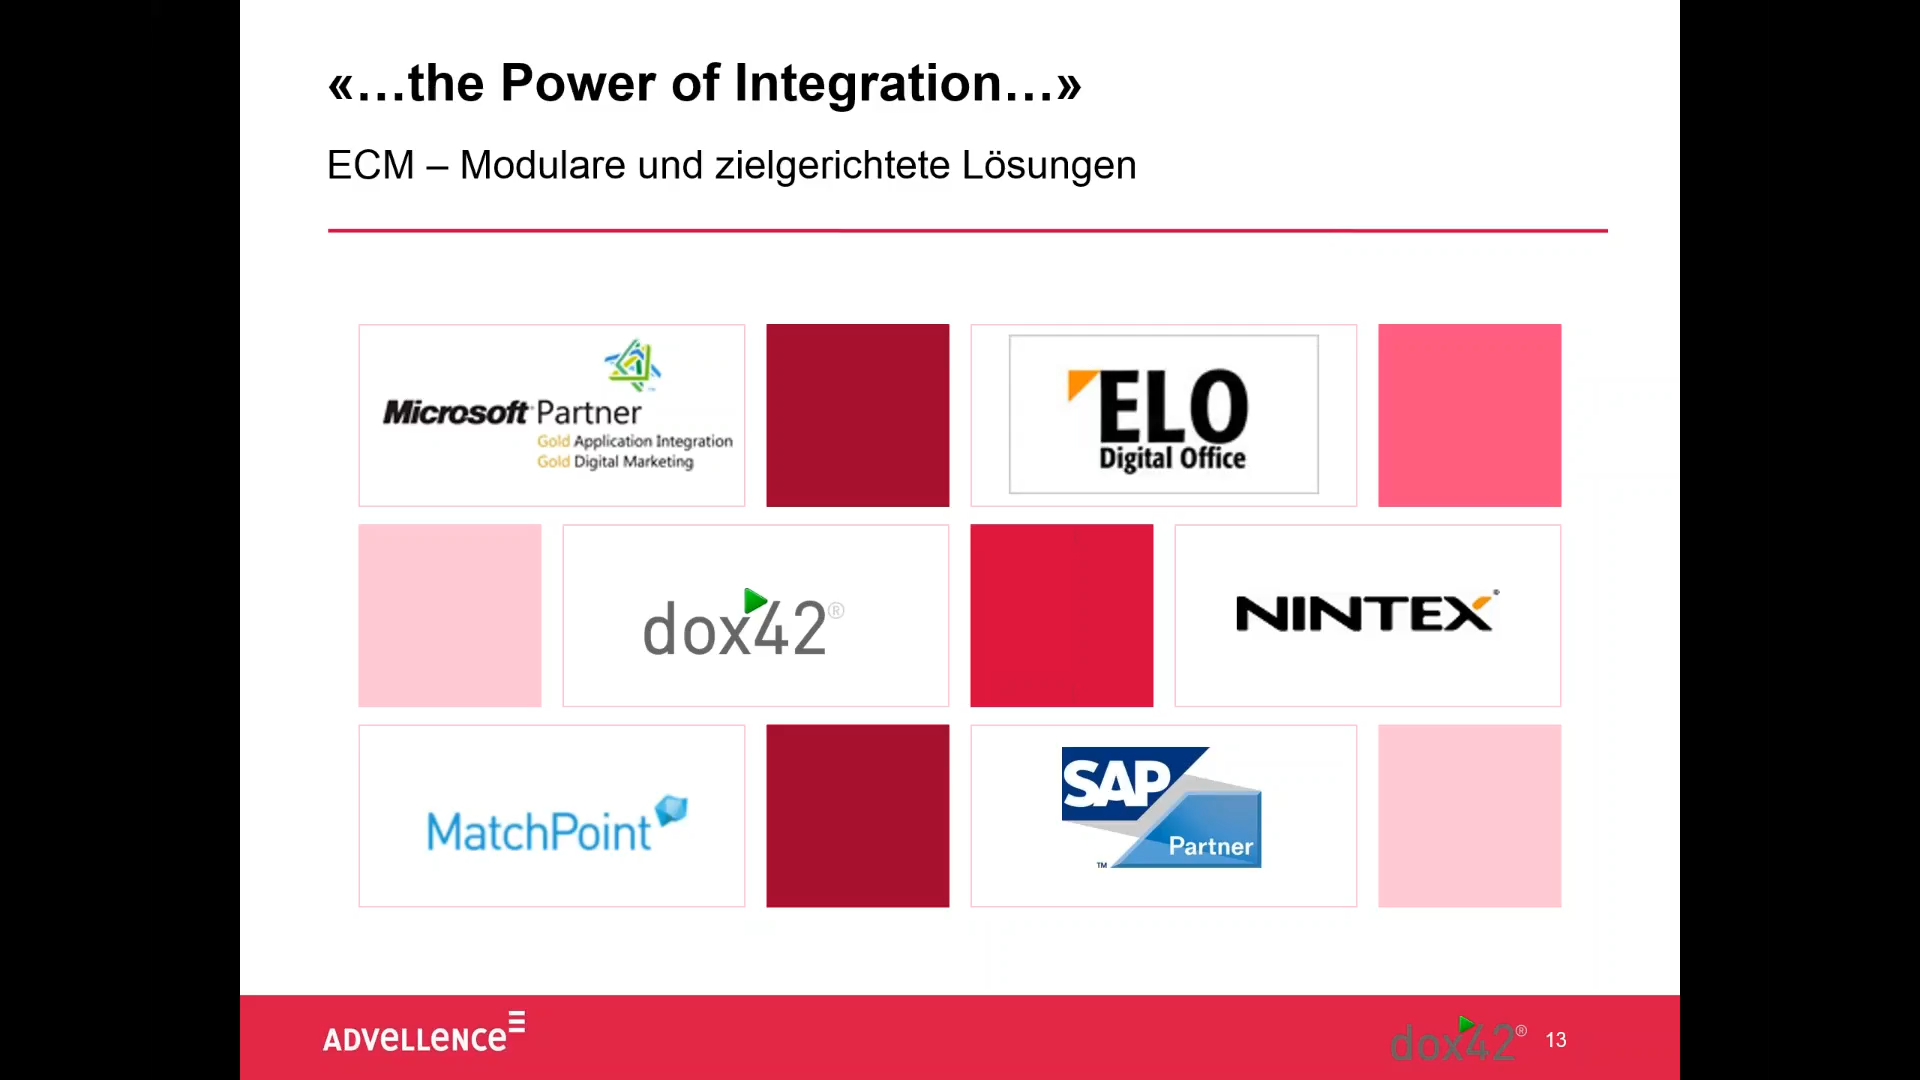 «…the Power of Integration…»
ECM – Modulare und zielgerichtete Lösungen
Microsoft Partner
Gold Application Integration
Gold Digital Marketing
ELO
Digital Office
dox42®
NINTEX®
MatchPoint
SAP
Partner
™
ADVELLENCE
dox42®
13